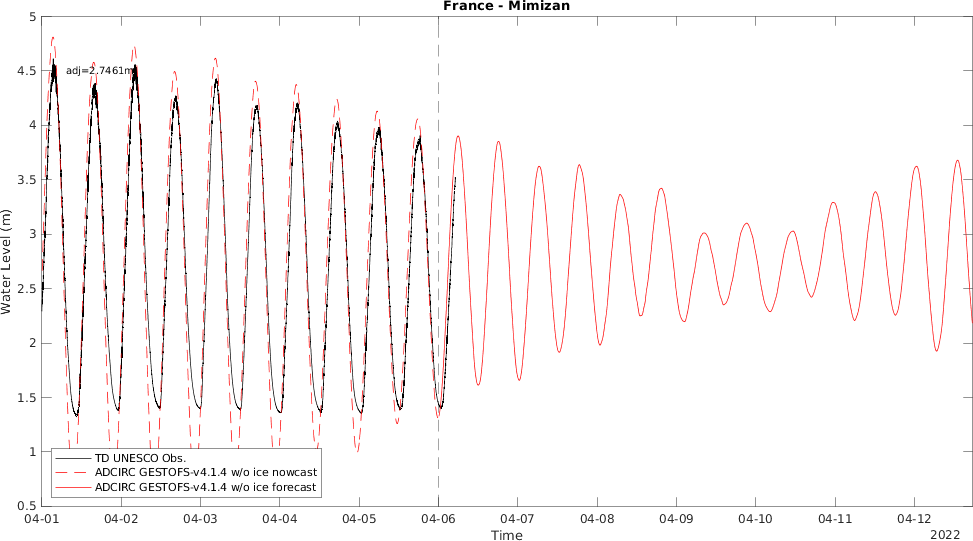 France - Mimizan
Water Level (m)
5
4.5
4
3.5
3
2.5
2
1.5
1
0.5
adj=2.7461m
TD UNESCO Obs.
ADCIRC GESTOFS-v4.1.4 w/o ice nowcast
ADCIRC GESTOFS-v4.1.4 w/o ice forecast
04-01 04-02 04-03 04-04 04-05 04-06 04-07 04-08 04-09 04-10 04-11 04-12
Time
2022